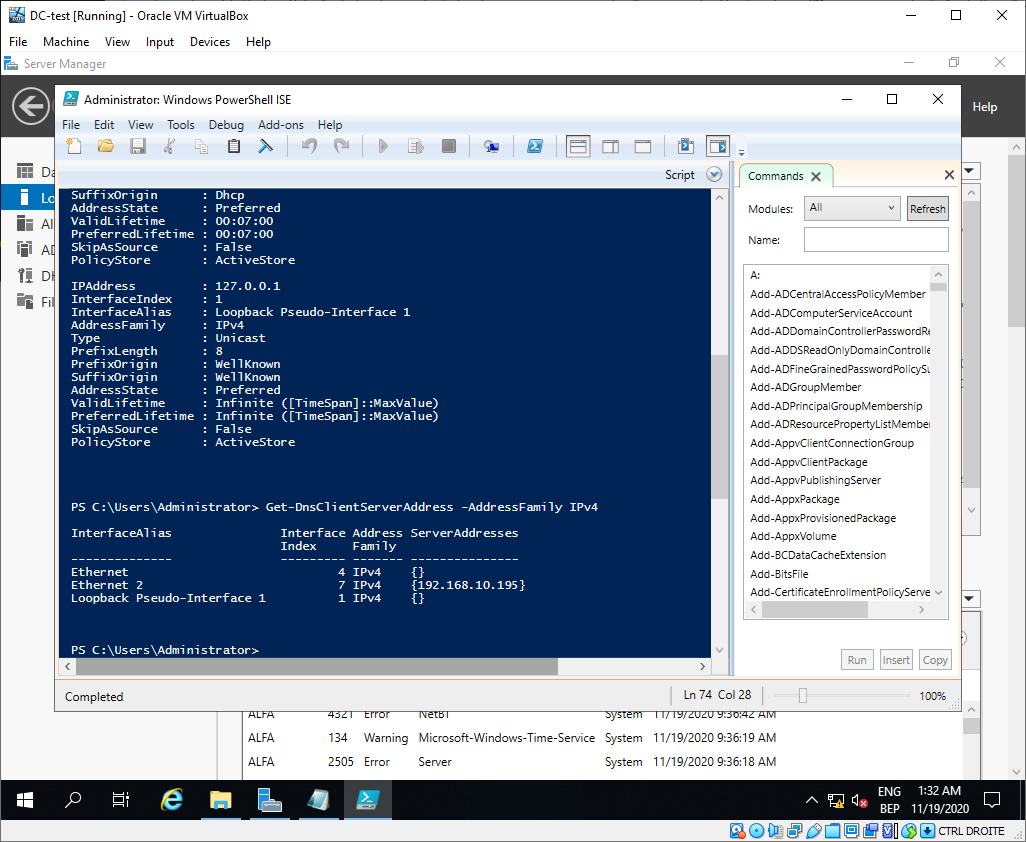 DC-test [Running] - Oracle VM VirtualBox
File Machine View Input Devices Help
Server Manager
Administrator: Windows PowerShell ISE
Help
File Edit View Tools Debug Add-ons Help
Script
Commands
Modules: All Refresh
Name:
SuffixOrigin : Dhcp
AddressState : Preferred
ValidLifetime : 00:07:00
PreferredLifetime : 00:07:00
SkipAsSource : False
PolicyStore : ActiveStore
IPAddress : 127.0.0.1
InterfaceIndex : 1
InterfaceAlias : Loopback Pseudo-Interface 1
AddressFamily : IPv4
Type : Unicast
PrefixLength : 8
PrefixOrigin : WellKnown
SuffixOrigin : WellKnown
AddressState : Preferred
ValidLifetime : Infinite ([TimeSpan]::MaxValue)
PreferredLifetime : Infinite ([TimeSpan]::MaxValue)
SkipAsSource : False
PolicyStore : ActiveStore
PS C:\Users\Administrator> Get-DnsClientServerAddress -AddressFamily IPv4
InterfaceAlias Interface Address ServerAddresses
Index Family
-------------- --------- ------- ---------------
Ethernet 4 IPv4 {}
Ethernet 2 7 IPv4 {192.168.10.195}
Loopback Pseudo-Interface 1 1 IPv4 {}
PS C:\Users\Administrator>
A:
Add-ADCentralAccessPolicyMember
Add-ADComputerServiceAccount
Add-ADDomainControllerPasswordRe
Add-ADDSReadOnlyDomainControlle
Add-ADFineGrainedPasswordPolicySu
Add-ADGroupMember
Add-ADPrincipalGroupMembership
Add-ADResourcePropertyListMember
Add-AppvClientConnectionGroup
Add-AppvClientPackage
Add-AppvPublishingServer
Add-AppxPackage
Add-AppxProvisionedPackage
Add-AppxVolume
Add-BCDataCacheExtension
Add-BitsFile
Add-CertificateEnrollmentPolicyServe
Run Insert Copy
Da
Lo
Al
AD
DH
Fil
Completed Ln 74 Col 28 100%
ALFA 4321 Error NetBT System 11/19/2020 9:36:42 AM
ALFA 134 Warning Microsoft-Windows-Time-Service System 11/19/2020 9:36:19 AM
ALFA 2505 Error Server System 11/19/2020 9:36:18 AM
ENG 1:32 AM
BEP 11/19/2020
CTRL DROITE